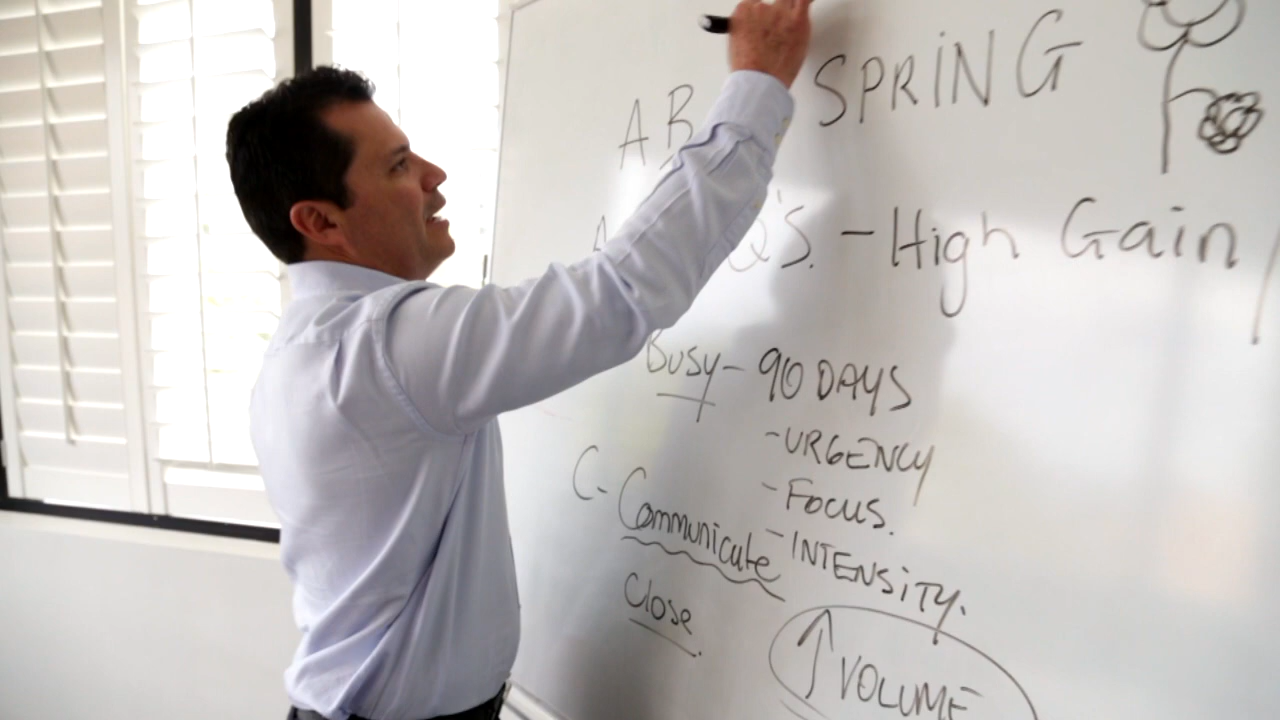 AB SPRING
A Q'S. - High Gain
Busy - 90 DAYS
- URGENCY
- FOCUS.
C - Communicate - INTENSITY.
Close
↑ VOLUME